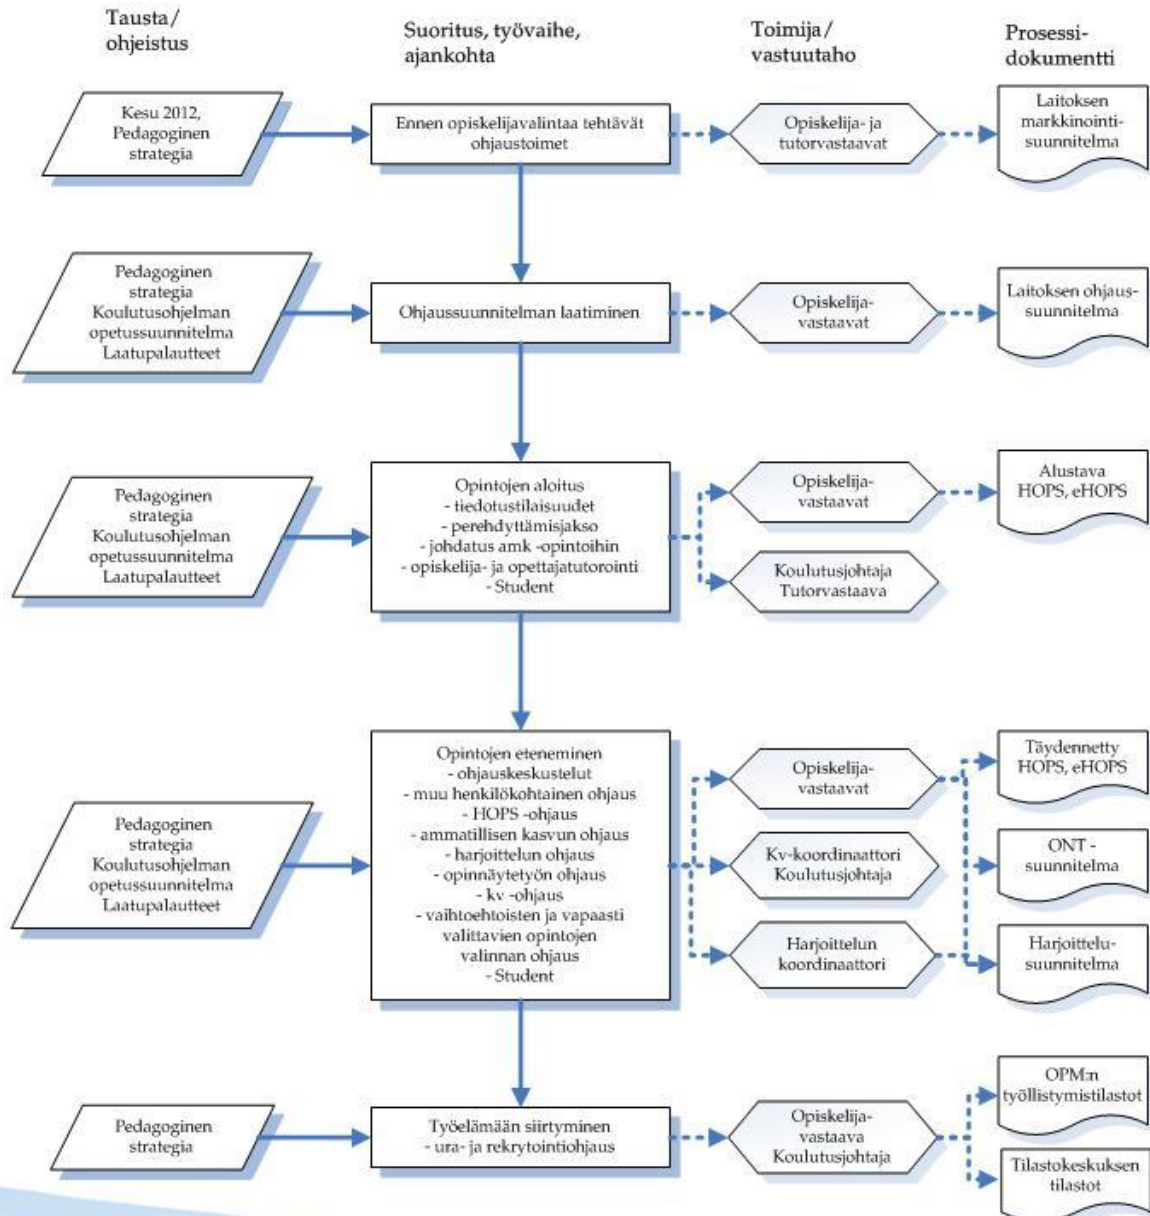 Tausta/
ohjeistus
Suoritus, työvaihe,
ajankohta
Toimija/
vastuutaho
Prosessi-
dokumentti
Kesu 2012,
Pedagoginen
strategia
Ennen opiskelijavalintaa tehtävät
ohjaustoimet
Opiskelija- ja
tutorvastaavat
Laitoksen
markkinointi-
suunnitelma
Pedagoginen
strategia
Koulutusohjelman
opetussuunnitelma
Laatupalautteet
Ohjaussuunnitelman laatiminen
Opiskelija-
vastaavat
Laitoksen ohjaus-
suunnitelma
Pedagoginen
strategia
Koulutusohjelman
opetussuunnitelma
Laatupalautteet
Opintojen aloitus
- tiedotustilaisuudet
- perehdyttämisjakso
- johdatus amk -opintoihin
- opiskelija- ja opettajatutorointi
- Student
Opiskelija-
vastaavat
Koulutusjohtaja
Tutorvastaava
Alustava
HOPS, eHOPS
Pedagoginen
strategia
Koulutusohjelman
opetussuunnitelma
Laatupalautteet
Opintojen eteneminen
- ohjauskeskustelut
- muu henkilökohtainen ohjaus
- HOPS -ohjaus
- ammatillisen kasvun ohjaus
- harjoittelun ohjaus
- opinnäytetyön ohjaus
- kv -ohjaus
- vaihtoehtoisten ja vapaasti
valittavien opintojen
valinnan ohjaus
- Student
Opiskelija-
vastaavat
Kv-koordinaattori
Koulutusjohtaja
Harjoittelun
koordinaattori
Täydennetty
HOPS, eHOPS
ONT -
suunnitelma
Harjoittelu-
suunnitelma
Pedagoginen
strategia
Työelämään siirtyminen
- ura- ja rekrytointiohjaus
Opiskelija-
vastaava
Koulutusjohtaja
OPM:n
työllistymistilastot
Tilastokeskuksen
tilastot